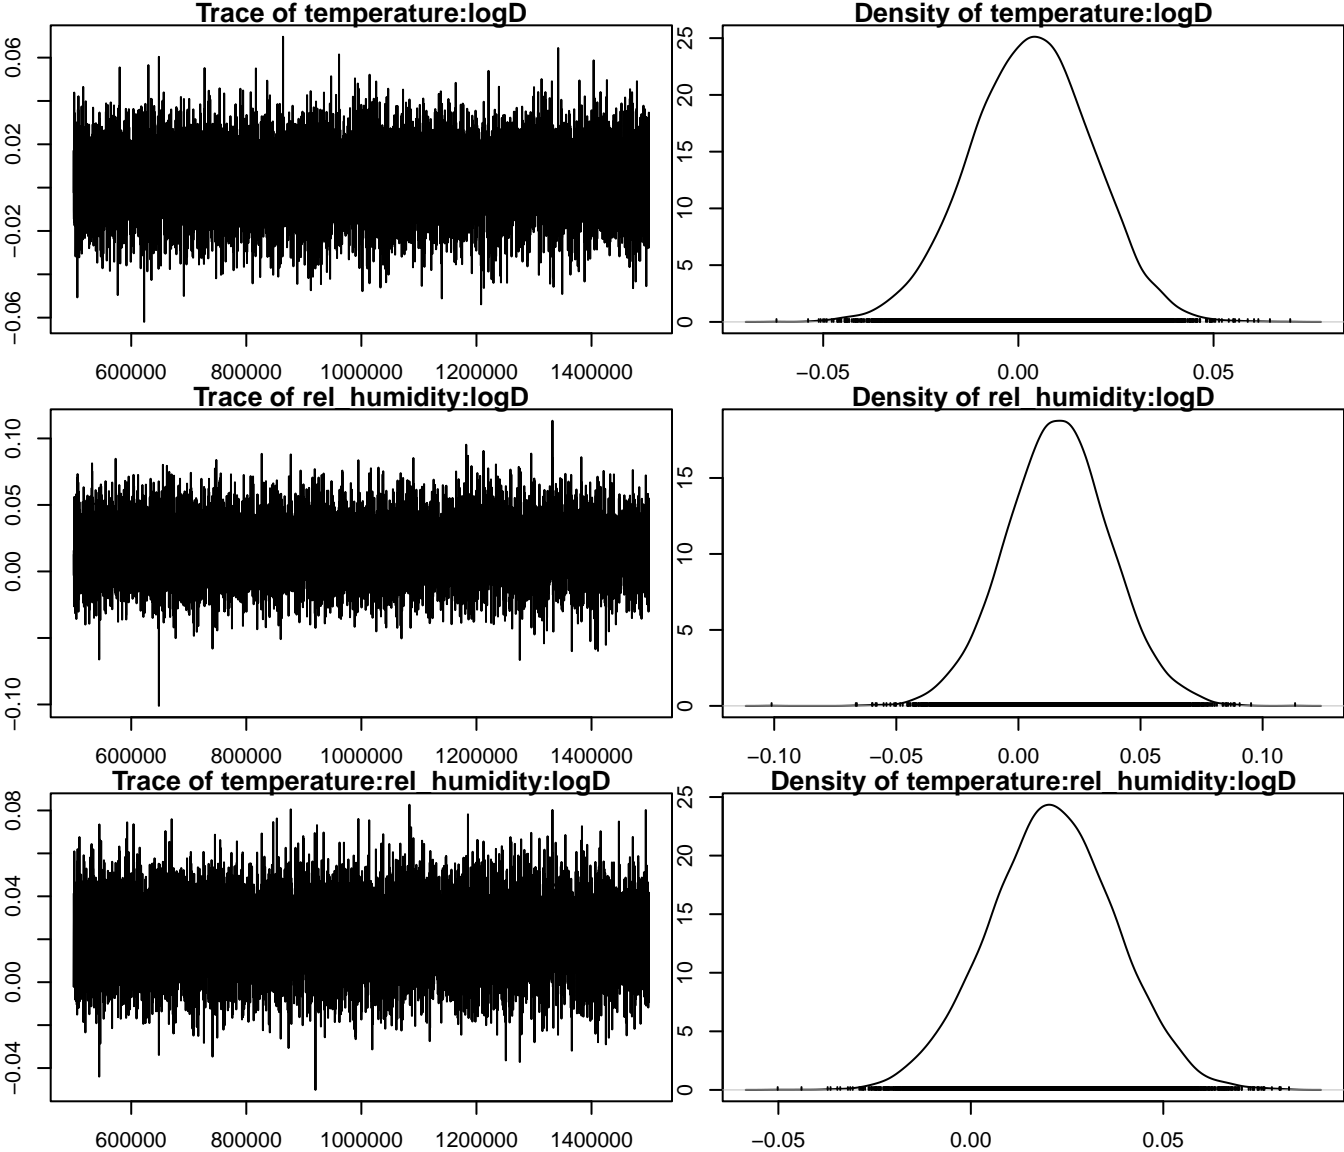 Trace of temperature:logD
0.06
0.02
−0.02
−0.06
600000 800000 1000000 1200000 1400000
Density of temperature:logD
25
20
15
10
5
0
−0.05 0.00 0.05
Trace of rel_humidity:logD
0.10
0.05
0.00
−0.10
600000 800000 1000000 1200000 1400000
Density of rel_humidity:logD
15
10
5
0
−0.10 −0.05 0.00 0.05 0.10
Trace of temperature:rel_humidity:logD
0.08
0.04
0.00
−0.04
600000 800000 1000000 1200000 1400000
Density of temperature:rel_humidity:logD
25
20
15
10
5
0
−0.05 0.00 0.05